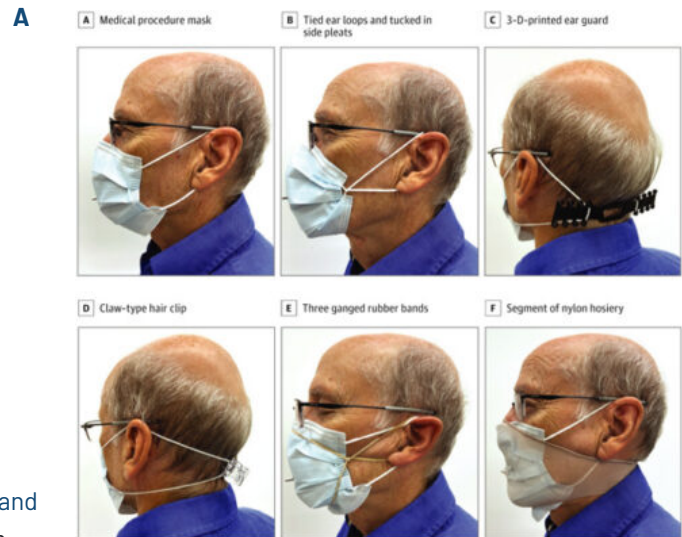 A
A Medical procedure mask
B Tied ear loops and tucked in
side pleats
C 3-D-printed ear guard
D Claw-type hair clip
E Three ganged rubber bands
F Segment of nylon hosiery
and